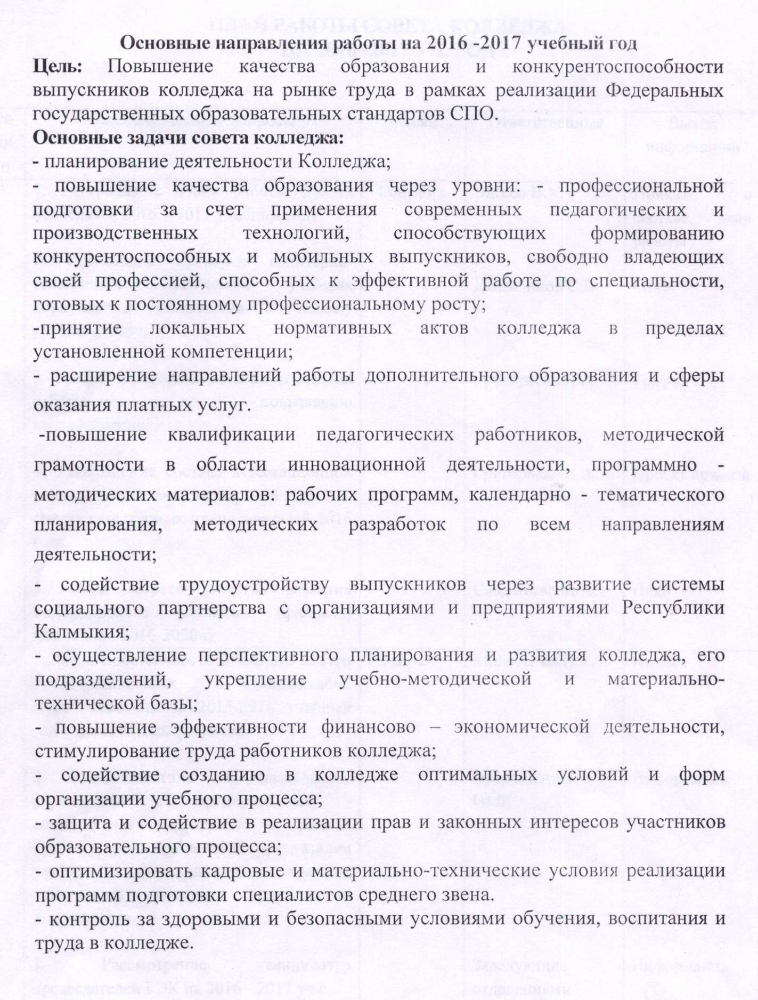 Основные направления работы на 2016 -2017 учебный год
Цель: Повышение качества образования и конкурентоспособности
выпускников колледжа на рынке труда в рамках реализации Федеральных
государственных образовательных стандартов СПО.
Основные задачи совета колледжа:
- планирование деятельности Колледжа;
- повышение качества образования через уровни: - профессиональной
подготовки за счет применения современных педагогических и
производственных технологий, способствующих формированию
конкурентоспособных и мобильных выпускников, свободно владеющих
своей профессией, способных к эффективной работе по специальности,
готовых к постоянному профессиональному росту;
-принятие локальных нормативных актов колледжа в пределах
установленной компетенции;
- расширение направлений работы дополнительного образования и сферы
оказания платных услуг.
-повышение квалификации педагогических работников, методической
грамотности в области инновационной деятельности, программно -
методических материалов: рабочих программ, календарно - тематического
планирования, методических разработок по всем направлениям
деятельности;
- содействие трудоустройству выпускников через развитие системы
социального партнерства с организациями и предприятиями Республики
Калмыкия;
- осуществление перспективного планирования и развития колледжа, его
подразделений, укрепление учебно-методической и материально-
технической базы;
- повышение эффективности финансово – экономической деятельности,
стимулирование труда работников колледжа;
- содействие созданию в колледже оптимальных условий и форм
организации учебного процесса;
- защита и содействие в реализации прав и законных интересов участников
образовательного процесса;
- оптимизировать кадровые и материально-технические условия реализации
программ подготовки специалистов среднего звена.
- контроль за здоровыми и безопасными условиями обучения, воспитания и
труда в колледже.